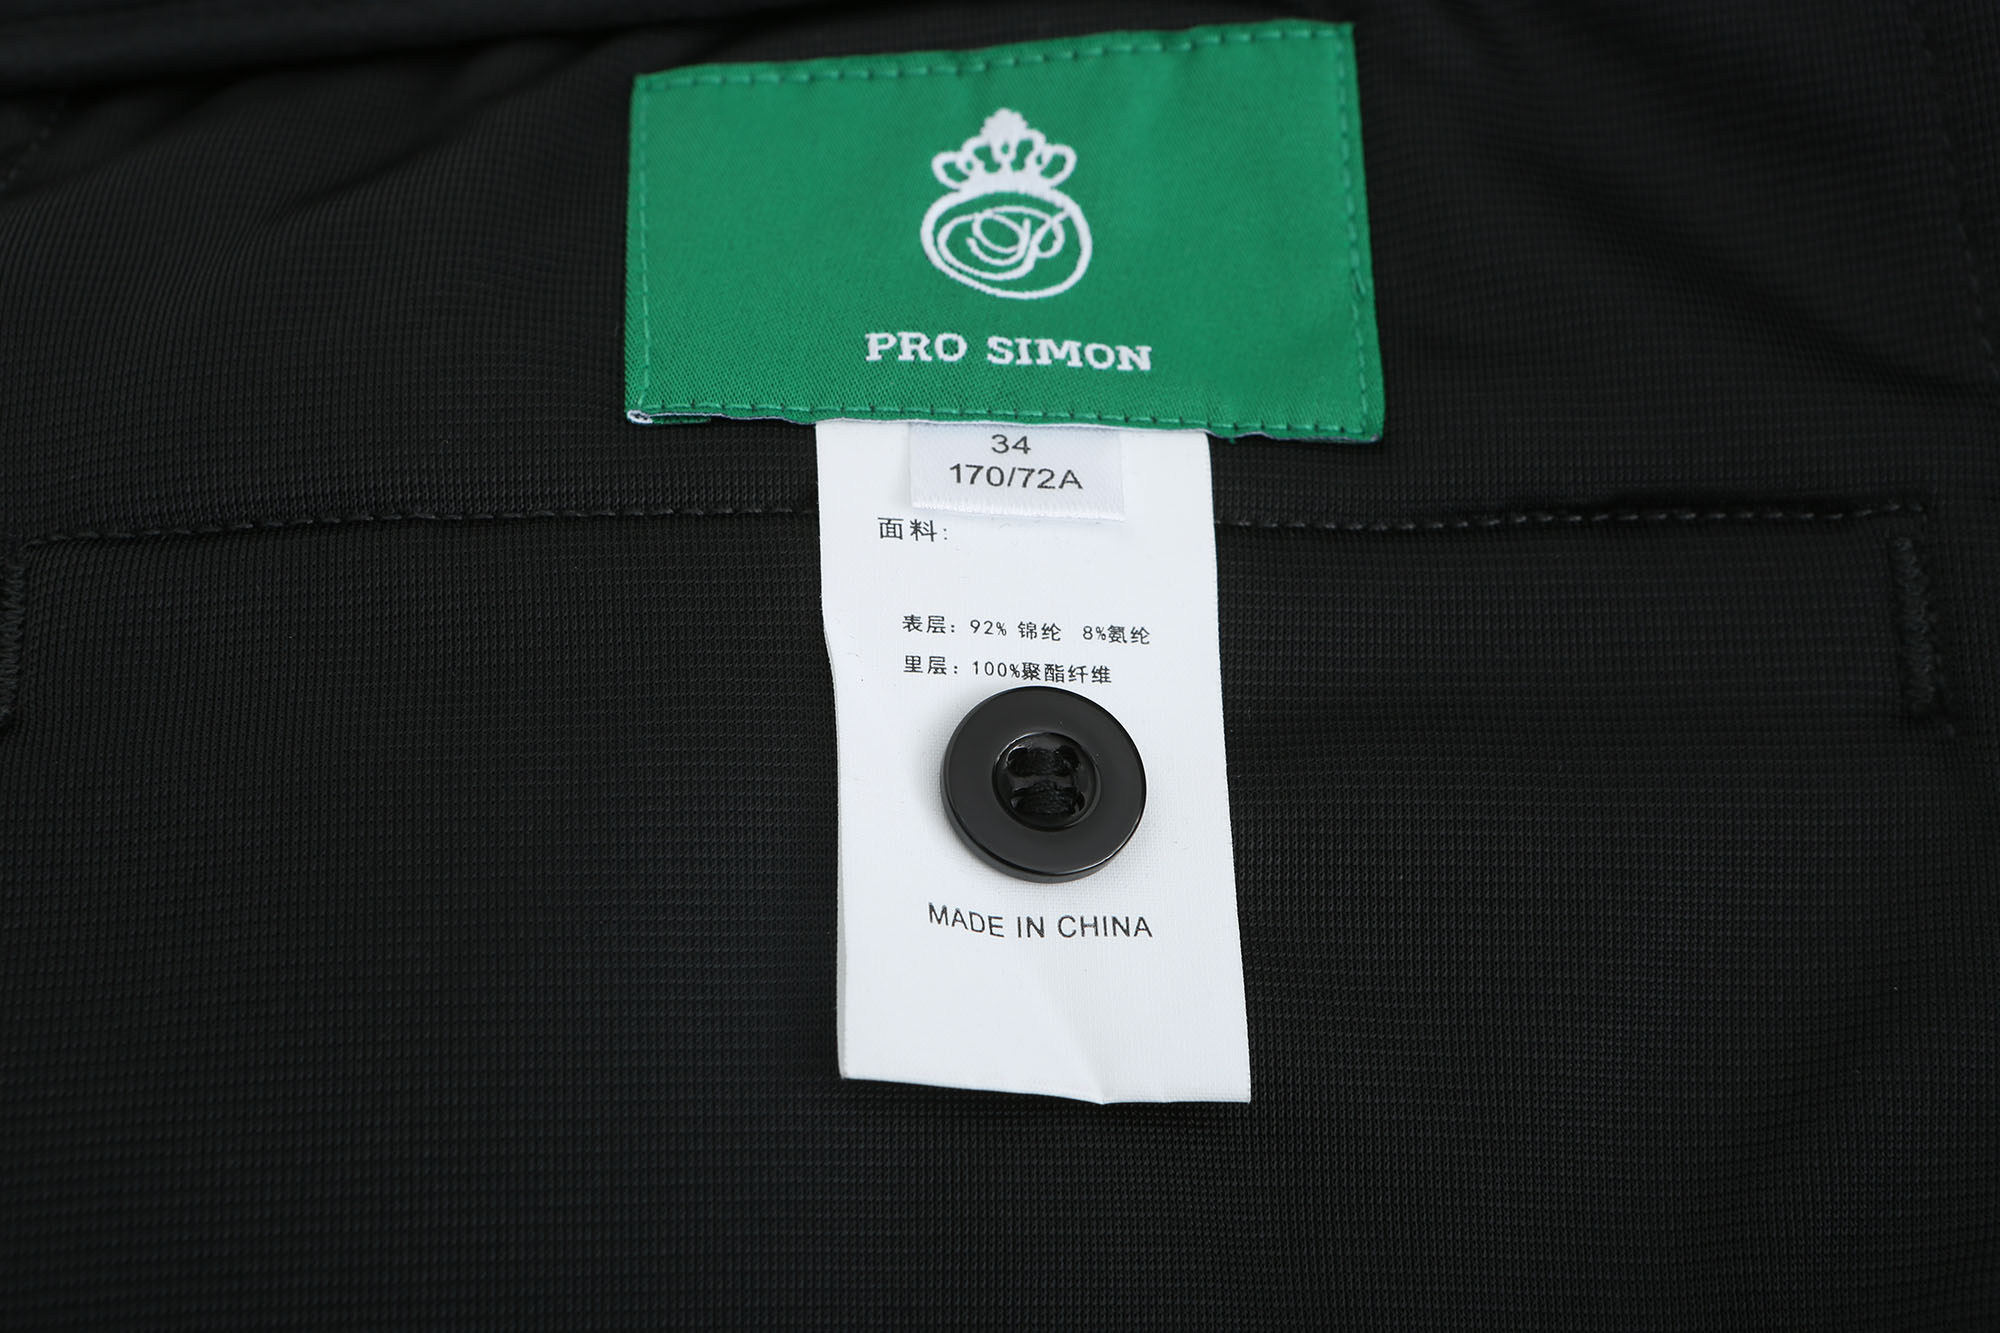 PRO SIMON
34
170/72A
面料:
表层: 92% 锦纶 8%氨纶
里层: 100%聚酯纤维
MADE IN CHINA